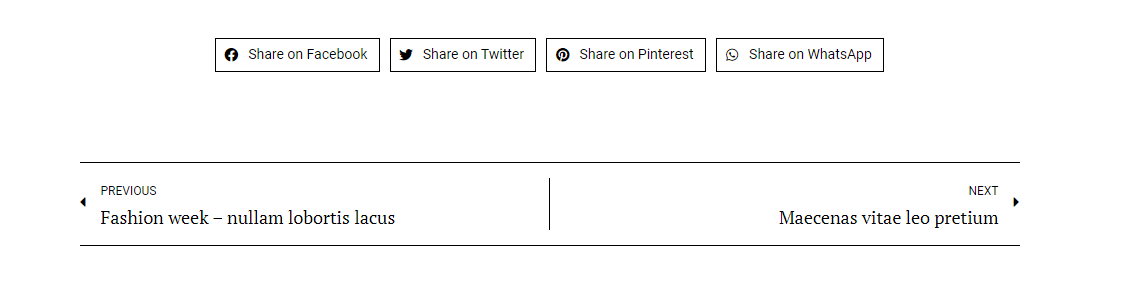 Share on Facebook Share on Twitter Share on Pinterest Share on WhatsApp
PREVIOUS
Fashion week – nullam lobortis lacus
NEXT
Maecenas vitae leo pretium